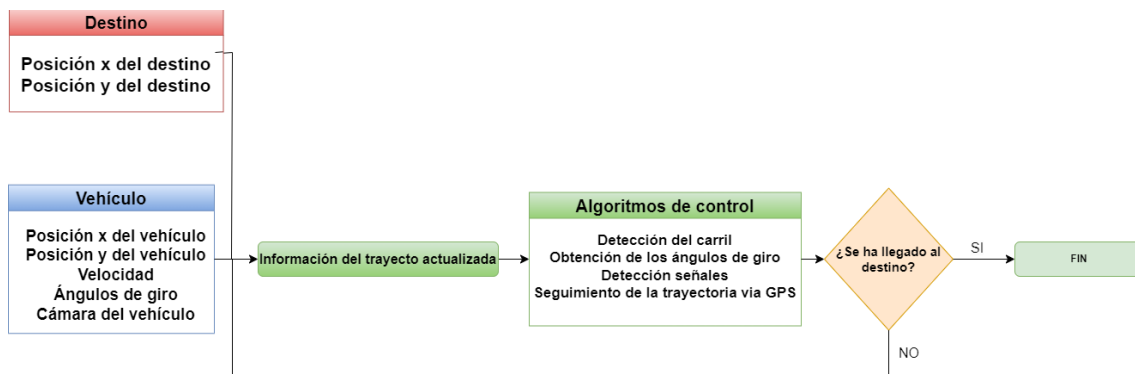 Destino
Posición x del destino
Posición y del destino
Vehículo
Posición x del vehículo
Posición y del vehículo
Velocidad
Ángulos de giro
Cámara del vehículo
Información del trayecto actualizada
Algoritmos de control
Detección del carril
Obtención de los ángulos de giro
Detección señales
Seguimiento de la trayectoria via GPS
¿Se ha llegado al
destino?
SI
FIN
NO